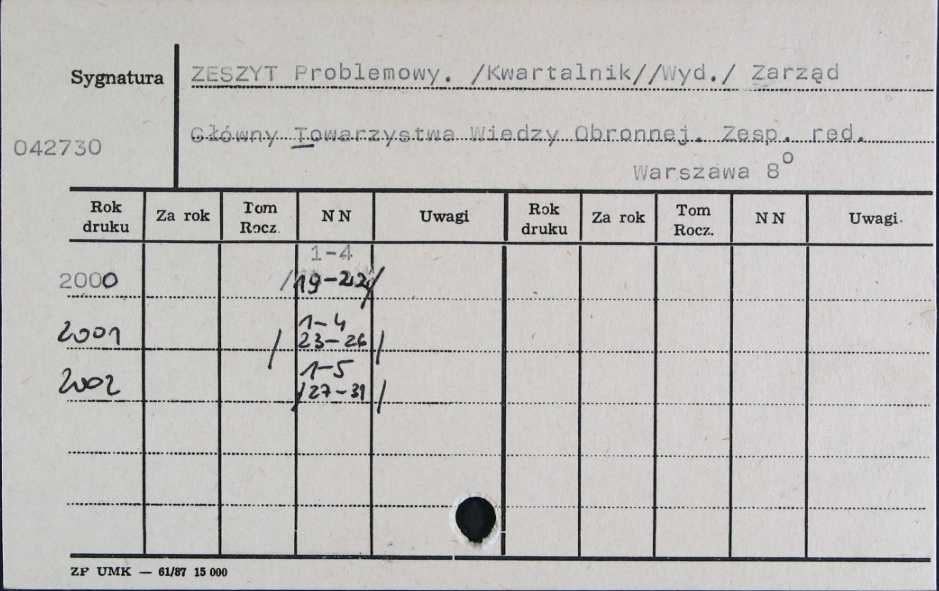 Sygnatura ZESZYT Problemowy. /Kwartalnik//Wyd./ Zarząd
042730 Główny Towarzystwa Wiedzy Obronnej. Zesp. red.
Warszawa 8°
Rok druku Za rok Tom Rocz. NN Uwagi Rok druku Za rok Tom Rocz. NN Uwagi
1-4
2000 /19-22/
1-4
2001 /23-26/
1-5
2002 /27-31/
ZP UMK — 61/87 15 000